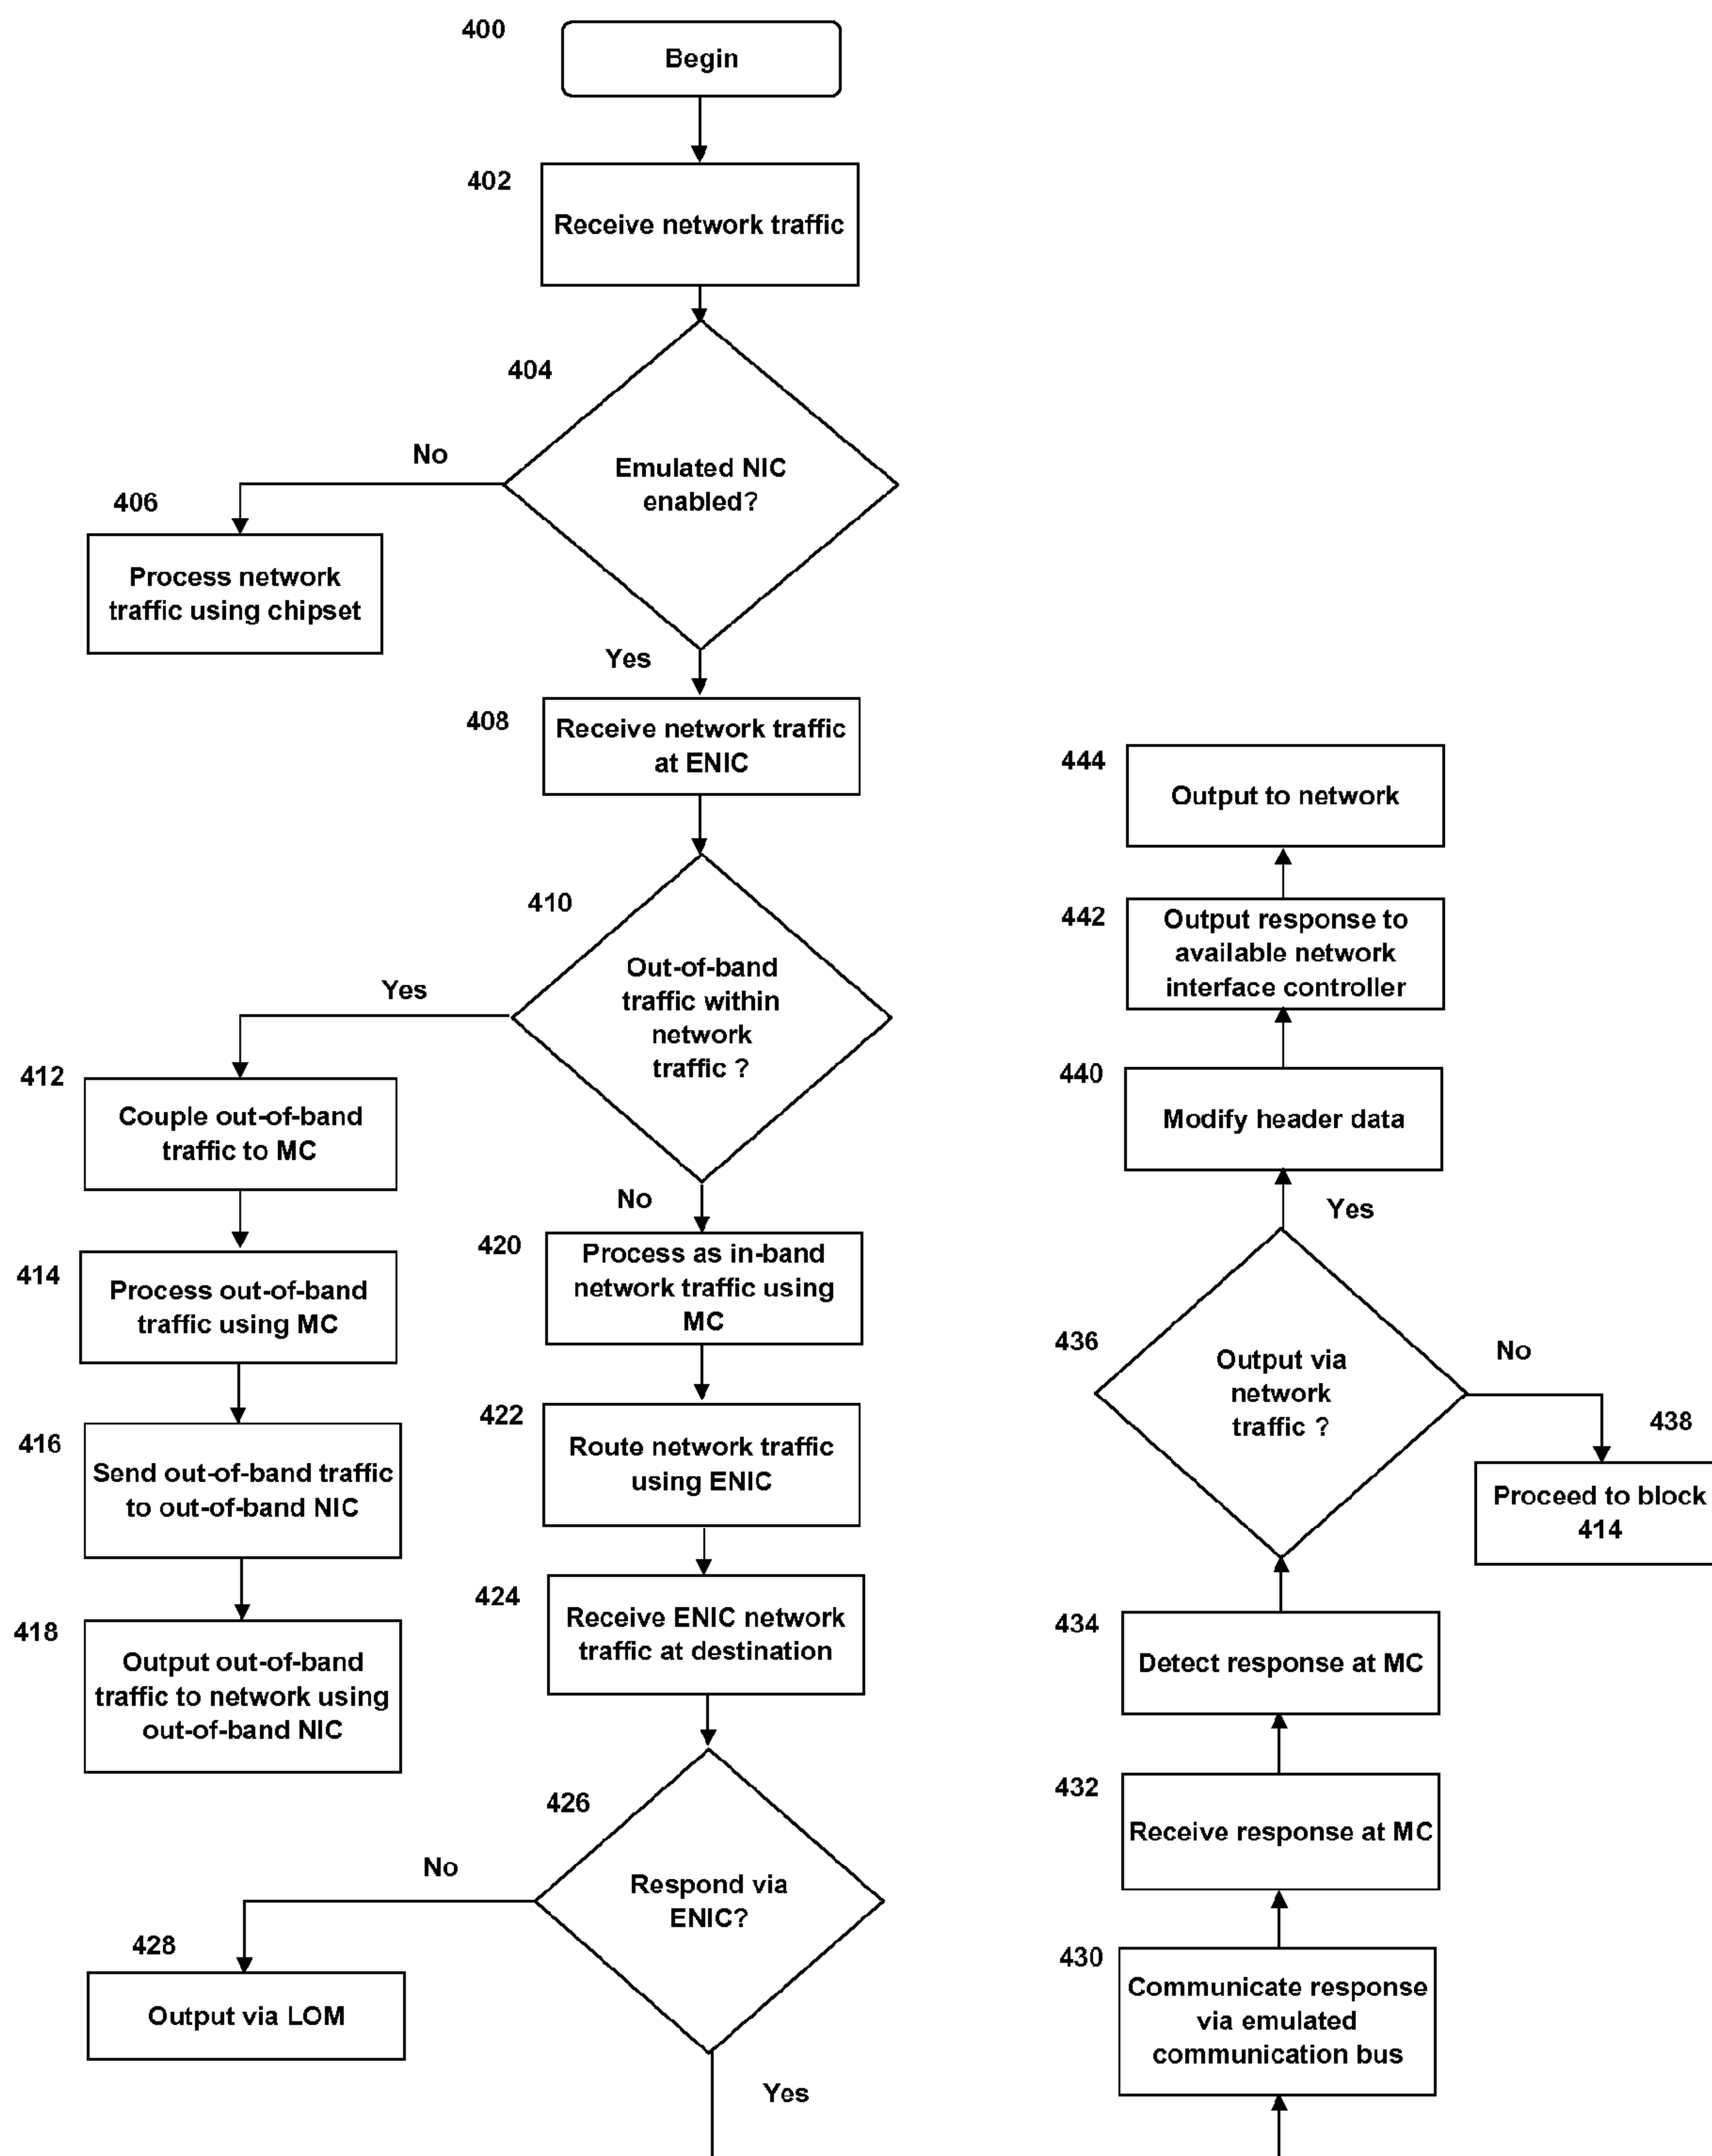 400
Begin
402
Receive network traffic
404
Emulated NIC
enabled?
No
406
Process network
traffic using chipset
Yes
408
Receive network traffic
at ENIC
410
Out-of-band
traffic within
network
traffic ?
Yes
412
Couple out-of-band
traffic to MC
414
Process out-of-band
traffic using MC
416
Send out-of-band traffic
to out-of-band NIC
418
Output out-of-band
traffic to network using
out-of-band NIC
No
420
Process as in-band
network traffic using
MC
422
Route network traffic
using ENIC
424
Receive ENIC network
traffic at destination
426
Respond via
ENIC?
No
428
Output via LOM
Yes
444
Output to network
442
Output response to
available network
interface controller
440
Modify header data
Yes
436
Output via
network
traffic ?
No
438
Proceed to block
414
434
Detect response at MC
432
Receive response at MC
430
Communicate response
via emulated
communication bus